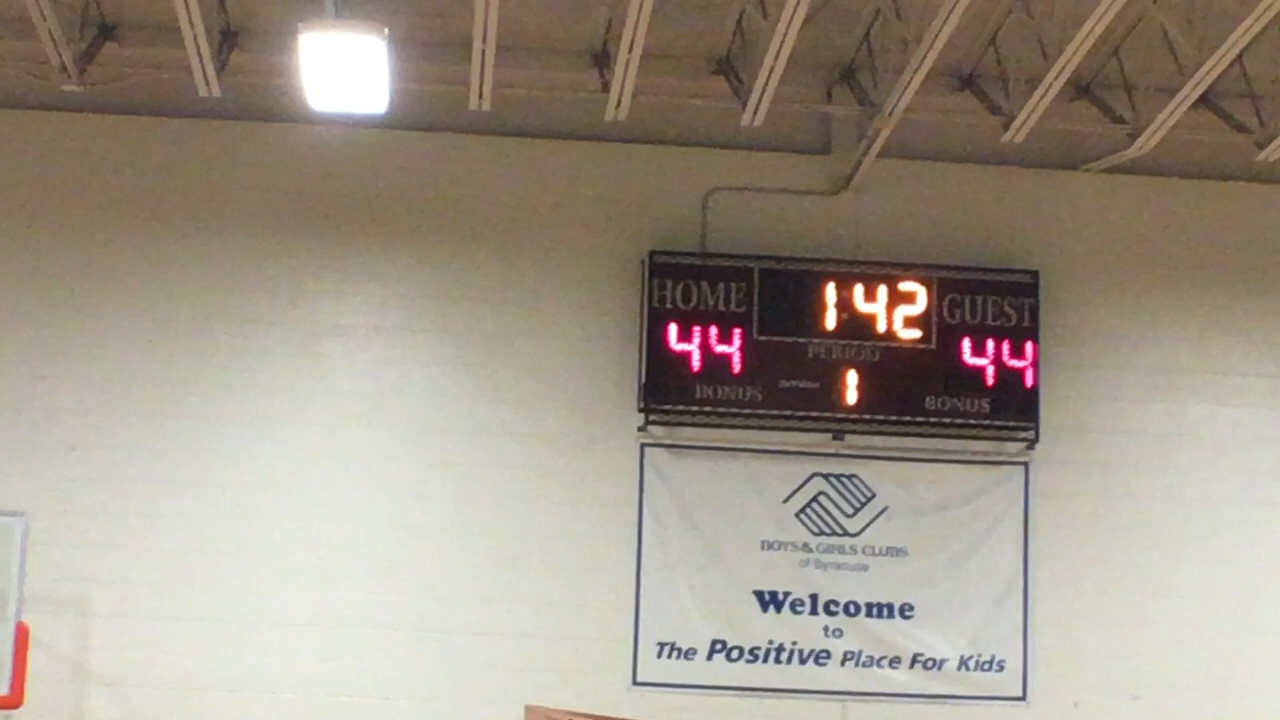 HOME 1:42 GUEST
44 PERIOD 44
BONUS 1 BONUS
BOYS & GIRLS CLUBS
of Syracuse
Welcome
to
The Positive Place For Kids